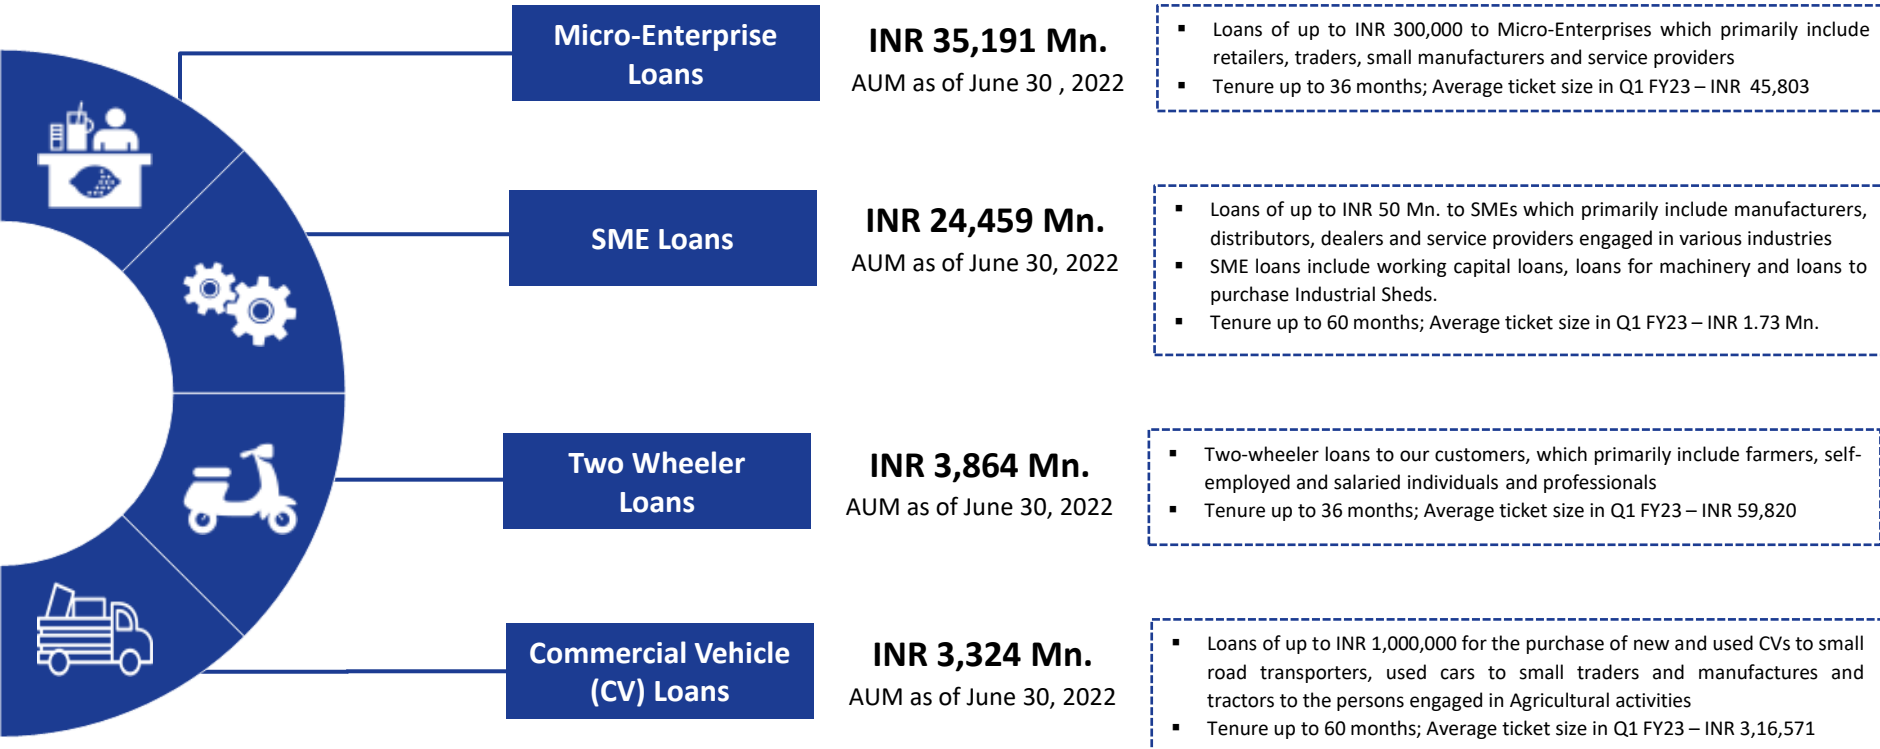 Micro-Enterprise
Loans
INR 35,191 Mn.
AUM as of June 30 , 2022
▪ Loans of up to INR 300,000 to Micro-Enterprises which primarily include
retailers, traders, small manufacturers and service providers
▪ Tenure up to 36 months; Average ticket size in Q1 FY23 – INR 45,803
SME Loans
INR 24,459 Mn.
AUM as of June 30, 2022
▪ Loans of up to INR 50 Mn. to SMEs which primarily include manufacturers,
distributors, dealers and service providers engaged in various industries
▪ SME loans include working capital loans, loans for machinery and loans to
purchase Industrial Sheds.
▪ Tenure up to 60 months; Average ticket size in Q1 FY23 – INR 1.73 Mn.
Two Wheeler
Loans
INR 3,864 Mn.
AUM as of June 30, 2022
▪ Two-wheeler loans to our customers, which primarily include farmers, self-
employed and salaried individuals and professionals
▪ Tenure up to 36 months; Average ticket size in Q1 FY23 – INR 59,820
Commercial Vehicle
(CV) Loans
INR 3,324 Mn.
AUM as of June 30, 2022
▪ Loans of up to INR 1,000,000 for the purchase of new and used CVs to small
road transporters, used cars to small traders and manufactures and
tractors to the persons engaged in Agricultural activities
▪ Tenure up to 60 months; Average ticket size in Q1 FY23 – INR 3,16,571